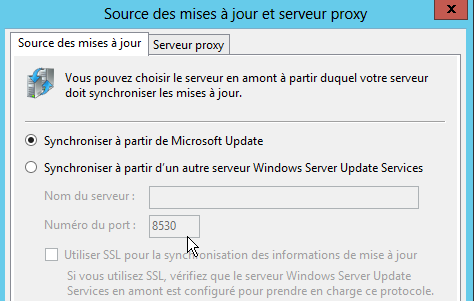 Source des mises à jour et serveur proxy
x
Source des mises à jour
Serveur proxy
Vous pouvez choisir le serveur en amont à partir duquel votre serveur
doit synchroniser les mises à jour.
Synchroniser à partir de Microsoft Update
Synchroniser à partir d'un autre serveur Windows Server Update Services
Nom du serveur :
Numéro du port : 8530
Utiliser SSL pour la synchronisation des informations de mise à jour
Si vous utilisez SSL, vérifiez que le serveur Windows Server Update
Services en amont est configuré pour prendre en charge ce protocole.